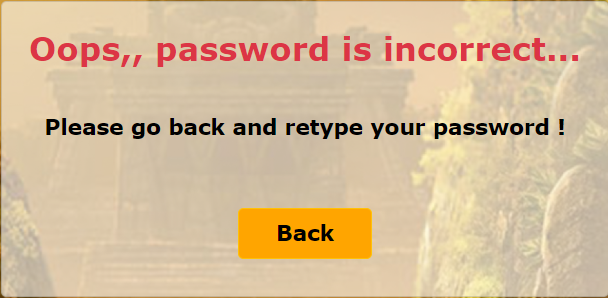 Oops,, password is incorrect...
Please go back and retype your password !
Back